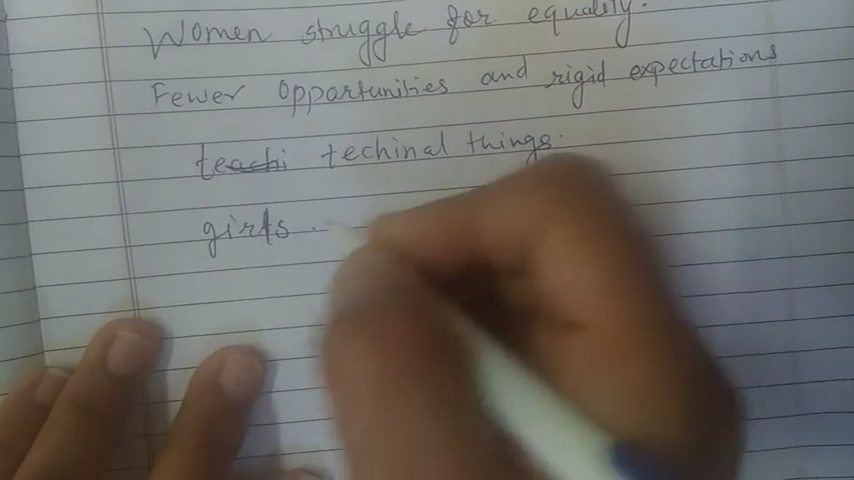 Women struggle for equality.
Fewer opportunities and rigid expectations
techinal things.
girls.